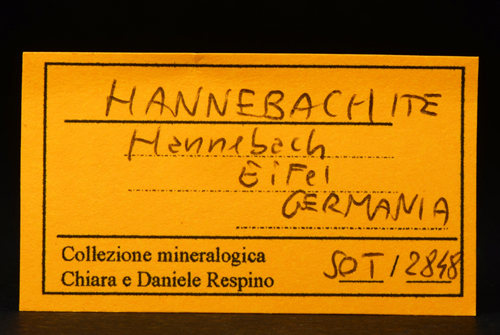 HANNEBACHITE
Hannebach
EiFel
GERMANIA
Collezione mineralogica
Chiara e Daniele Respino
SOT/2848